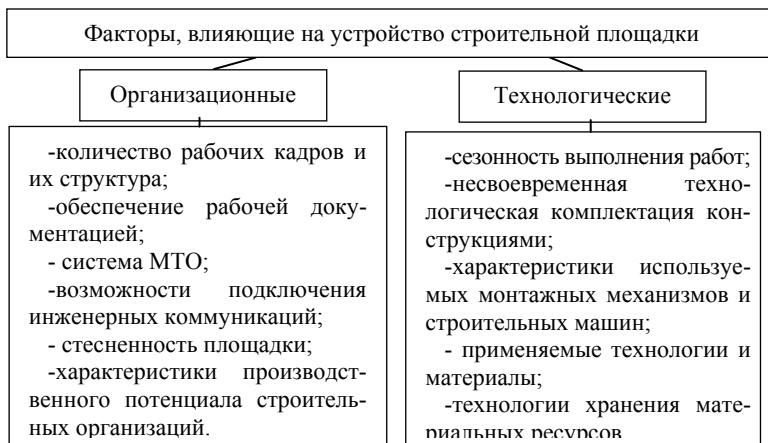 Факторы, влияющие на устройство строительной площадки
Организационные
-количество рабочих кадров и
их структура;
-обеспечение рабочей доку-
ментацией;
- система МТО;
-возможности подключения
инженерных коммуникаций;
- стесненность площадки;
-характеристики производст-
венного потенциала строитель-
ных организаций.
Технологические
-сезонность выполнения работ;
-несвоевременная техно-
логическая комплектация кон-
струкциями;
-характеристики используе-
мых монтажных механизмов и
строительных машин;
- применяемые технологии и
материалы;
-технологии хранения мате-
риальных ресурсов